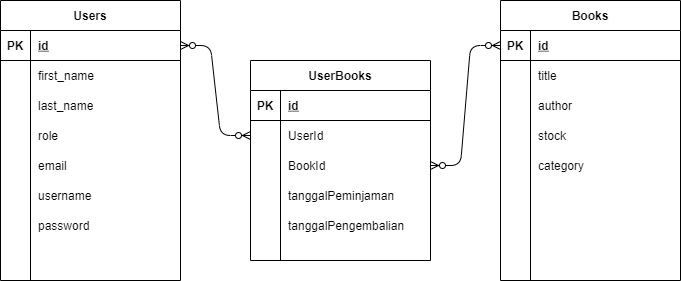 Users
PK id
first_name
last_name
role
email
username
password
UserBooks
PK id
UserId
BookId
tanggalPeminjaman
tanggalPengembalian
Books
PK id
title
author
stock
category